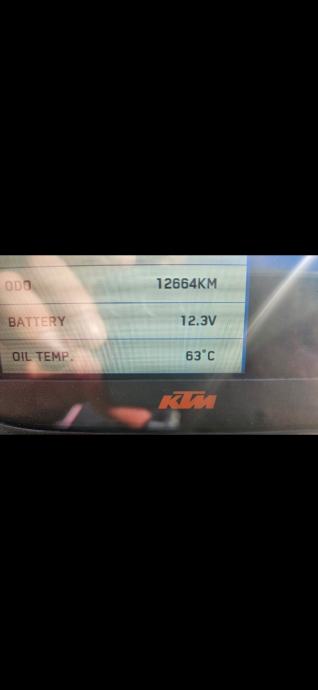 ODO 12664KM
BATTERY 12.3V
OIL TEMP. 63°C
KTM